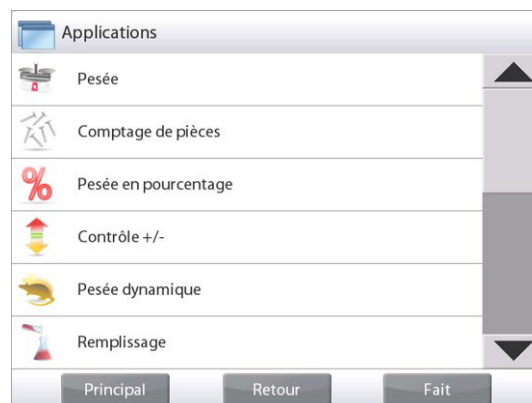 Applications
Pesée
Comptage de pièces
Pesée en pourcentage
Contrôle +/-
Pesée dynamique
Remplissage
Principal Retour Fait